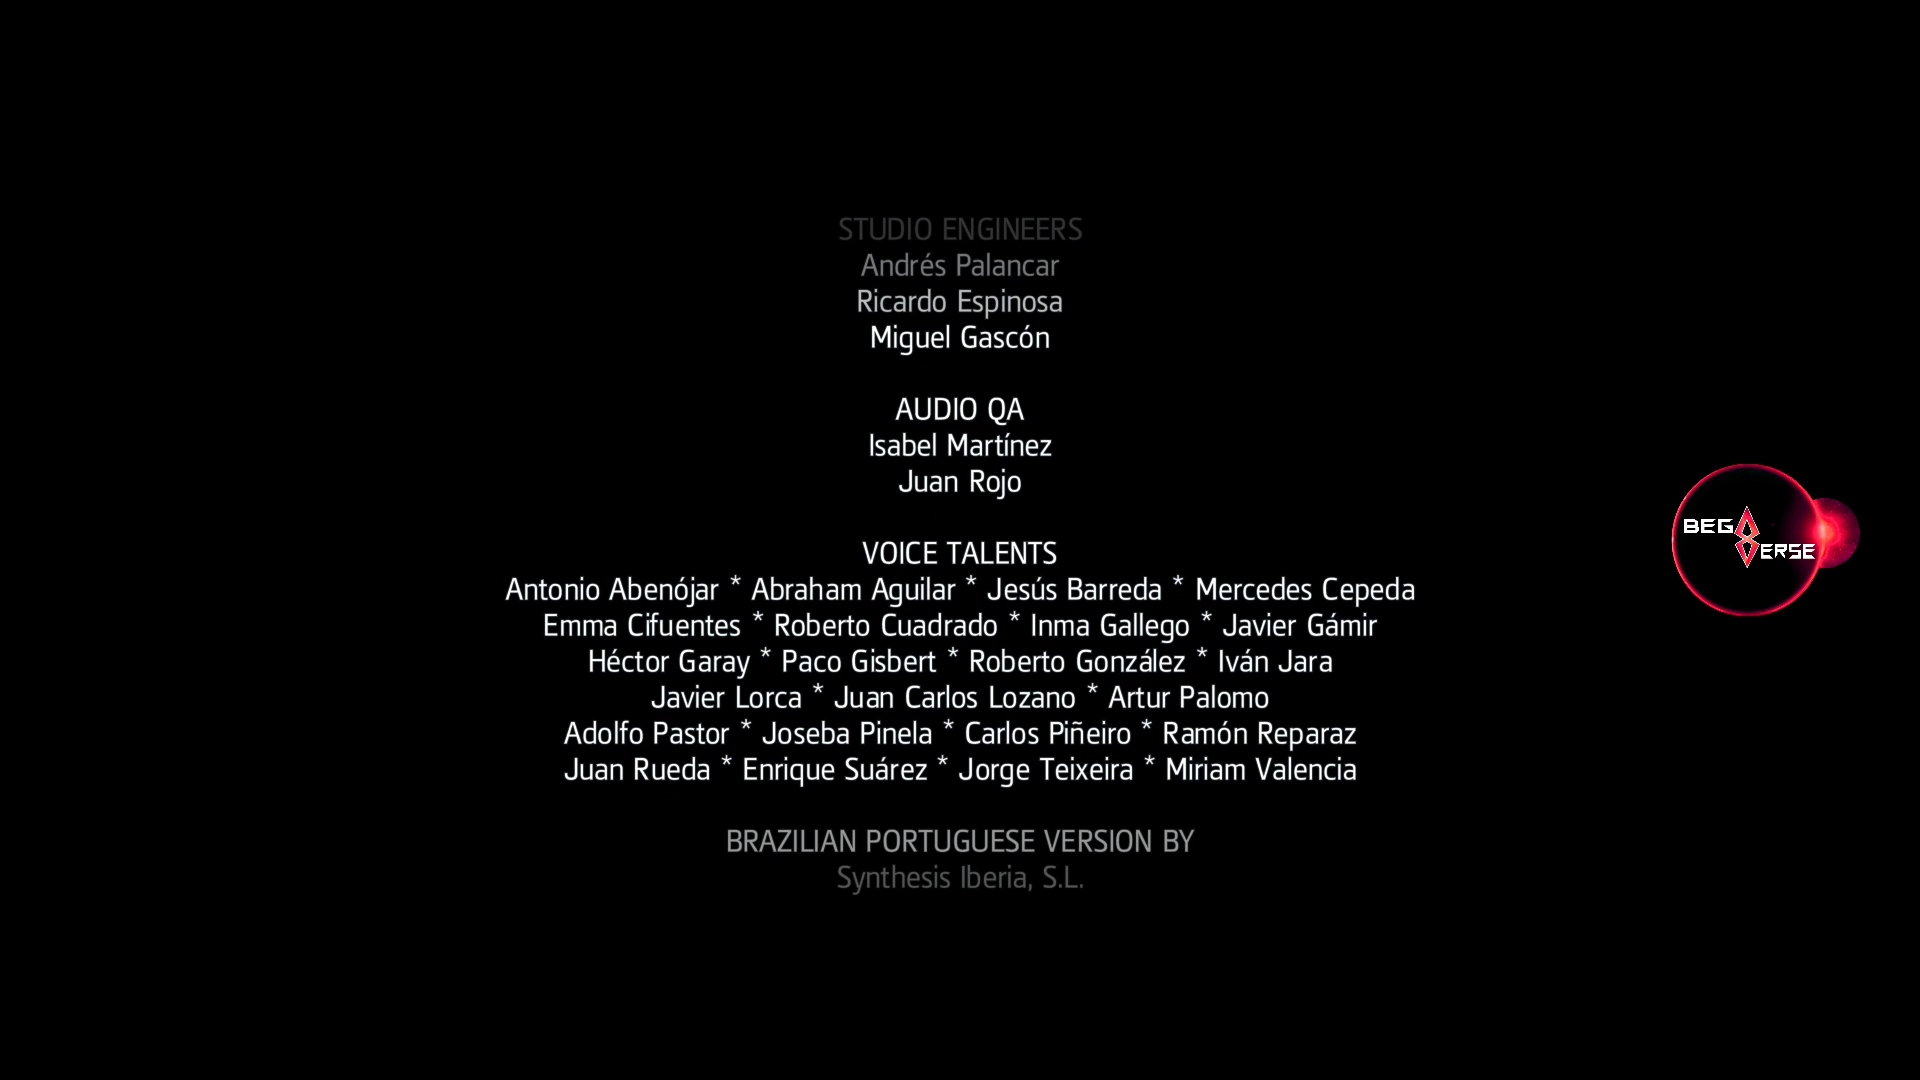 STUDIO ENGINEERS
Andrés Palancar
Ricardo Espinosa
Miguel Gascón
AUDIO QA
Isabel Martínez
Juan Rojo
VOICE TALENTS
Antonio Abenójar * Abraham Aguilar * Jesús Barreda * Mercedes Cepeda
Emma Cifuentes * Roberto Cuadrado * Inma Gallego * Javier Gámir
Héctor Garay * Paco Gisbert * Roberto González * Iván Jara
Javier Lorca * Juan Carlos Lozano * Artur Palomo
Adolfo Pastor * Joseba Pinela * Carlos Piñeiro * Ramón Reparaz
Juan Rueda * Enrique Suárez * Jorge Teixeira * Miriam Valencia
BRAZILIAN PORTUGUESE VERSION BY
Synthesis Iberia, S.L.
BEGA
VERSE